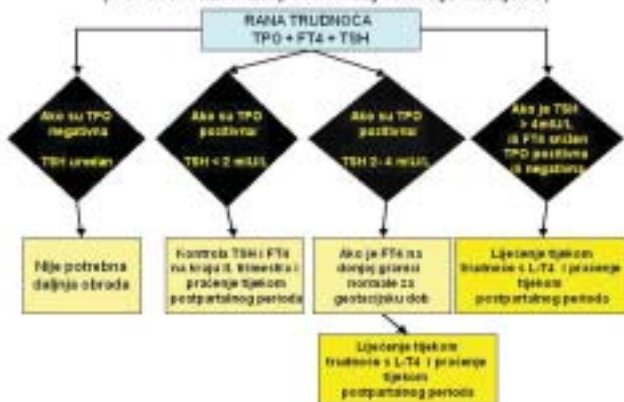 RANA TRUDNOĆA
TPO + FT4 + TSH
Ako su TPO
negativna
TSH uredan
Ako su TPO
pozitivna
TSH < 2 mIU/L
Ako su TPO
pozitivna
TSH 2- 4 mIU/L
Ako je TSH
> 4mIU/L
ili FT4 snižen
TPO pozitivna
ili negativna
Nije potrebna
daljnja obrada
Kontrola TSH i FT4
na kraju II. trimestra i
praćenje tijekom
postpartalnog perioda
Ako je FT4 na
donjoj granici
normale za
gestacijsku dob
Liječenje tijekom
trudnoće s L-T4 i praćenje
tijekom
postpartalnog perioda
Liječenje tijekom
trudnoće s L-T4 i praćenje
tijekom
postpartalnog perioda